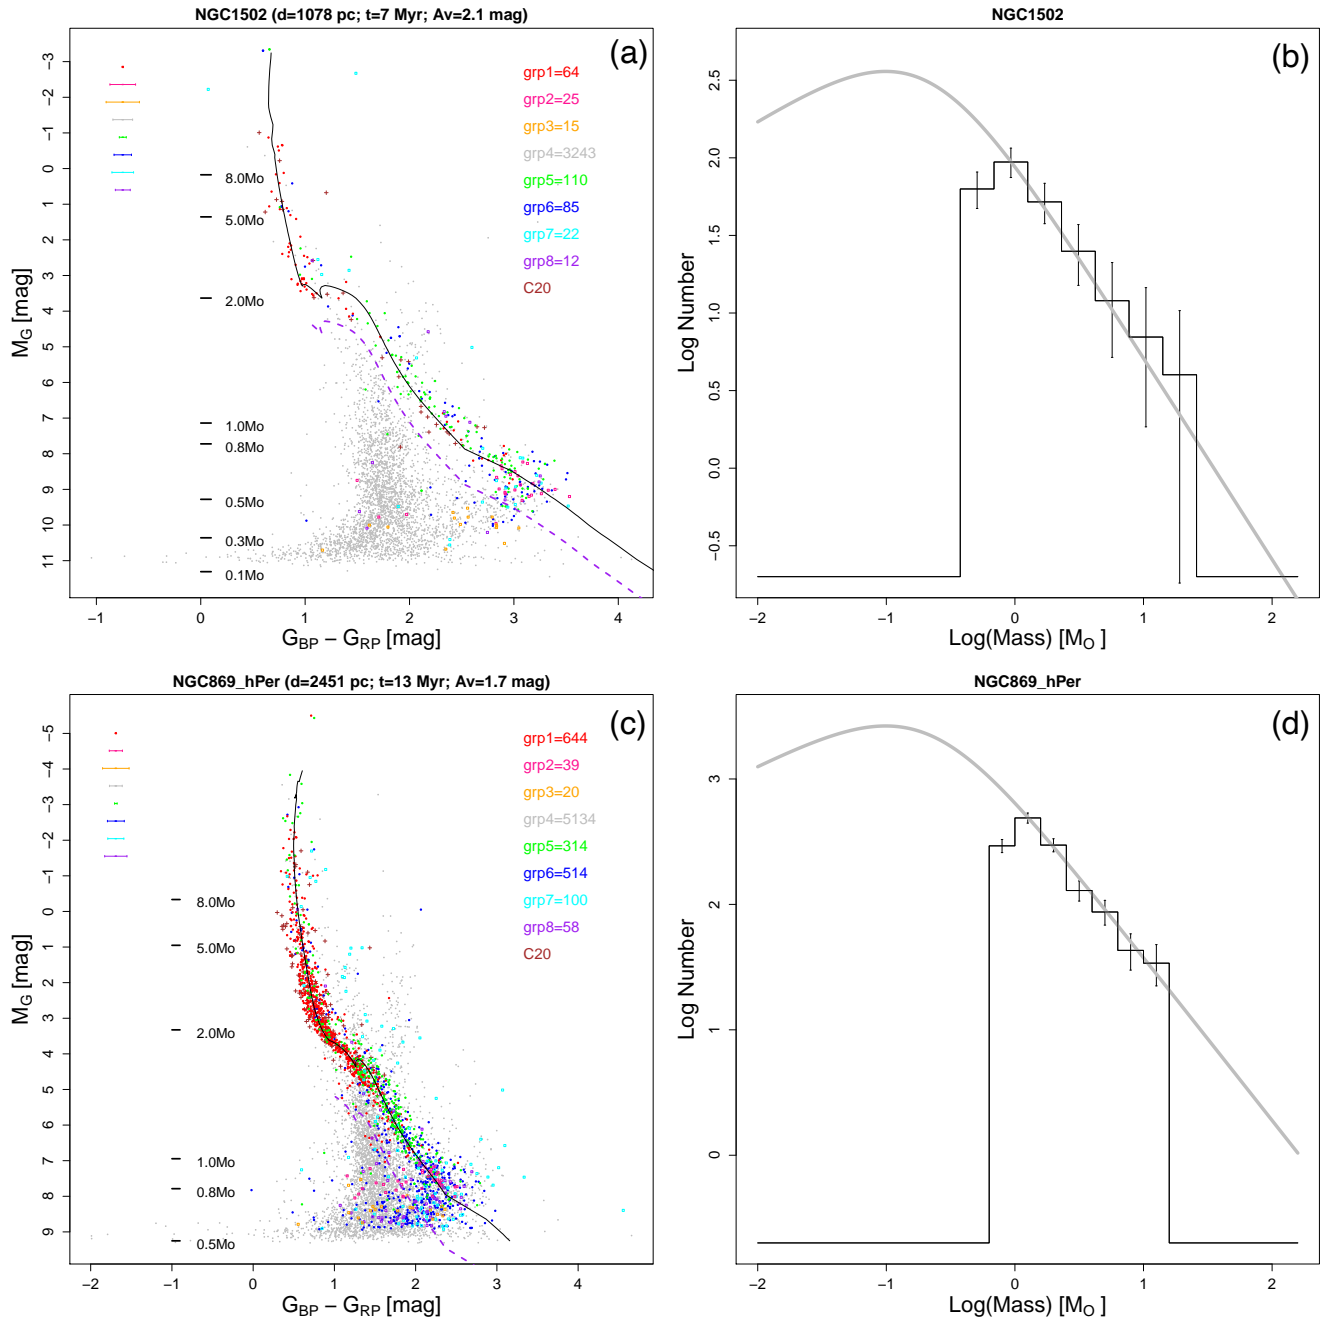 NGC1502 (d=1078 pc; t=7 Myr; Av=2.1 mag)
(a)
grp1=64
grp2=25
grp3=15
grp4=3243
grp5=110
grp6=85
grp7=22
grp8=12
C20
8.0Mo
5.0Mo
2.0Mo
1.0Mo
0.8Mo
0.5Mo
0.3Mo
0.1Mo
−3
−2
−1
0
1
2
3
4
5
6
7
8
9
10
11
M_G [mag]
−1 0 1 2 3 4
G_BP − G_RP [mag]
NGC1502
(b)
2.5
2.0
1.5
1.0
0.5
0.0
−0.5
Log Number
−2 −1 0 1 2
Log(Mass) [M_O ]
NGC869_hPer (d=2451 pc; t=13 Myr; Av=1.7 mag)
(c)
grp1=644
grp2=39
grp3=20
grp4=5134
grp5=314
grp6=514
grp7=100
grp8=58
C20
8.0Mo
5.0Mo
2.0Mo
1.0Mo
0.8Mo
0.5Mo
−5
−4
−3
−2
−1
0
1
2
3
4
5
6
7
8
9
M_G [mag]
−2 −1 0 1 2 3 4
G_BP − G_RP [mag]
NGC869_hPer
(d)
3
2
1
0
Log Number
−2 −1 0 1 2
Log(Mass) [M_O ]